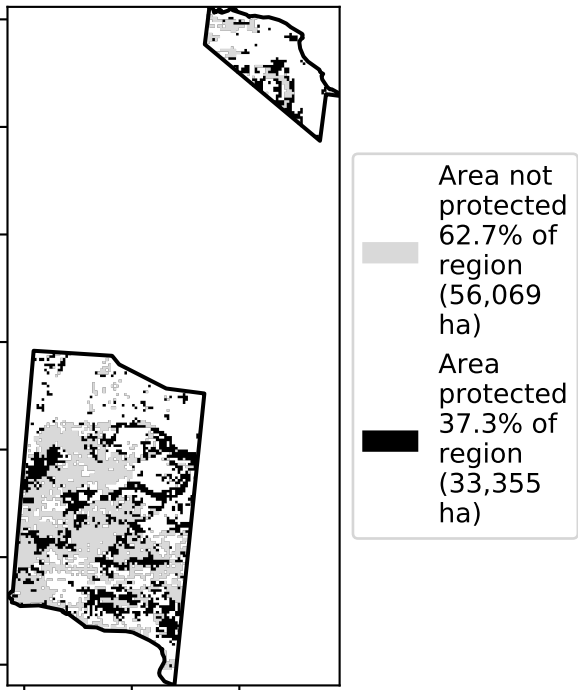 Area not
protected
62.7% of
region
(56,069
ha)
Area
protected
37.3% of
region
(33,355
ha)